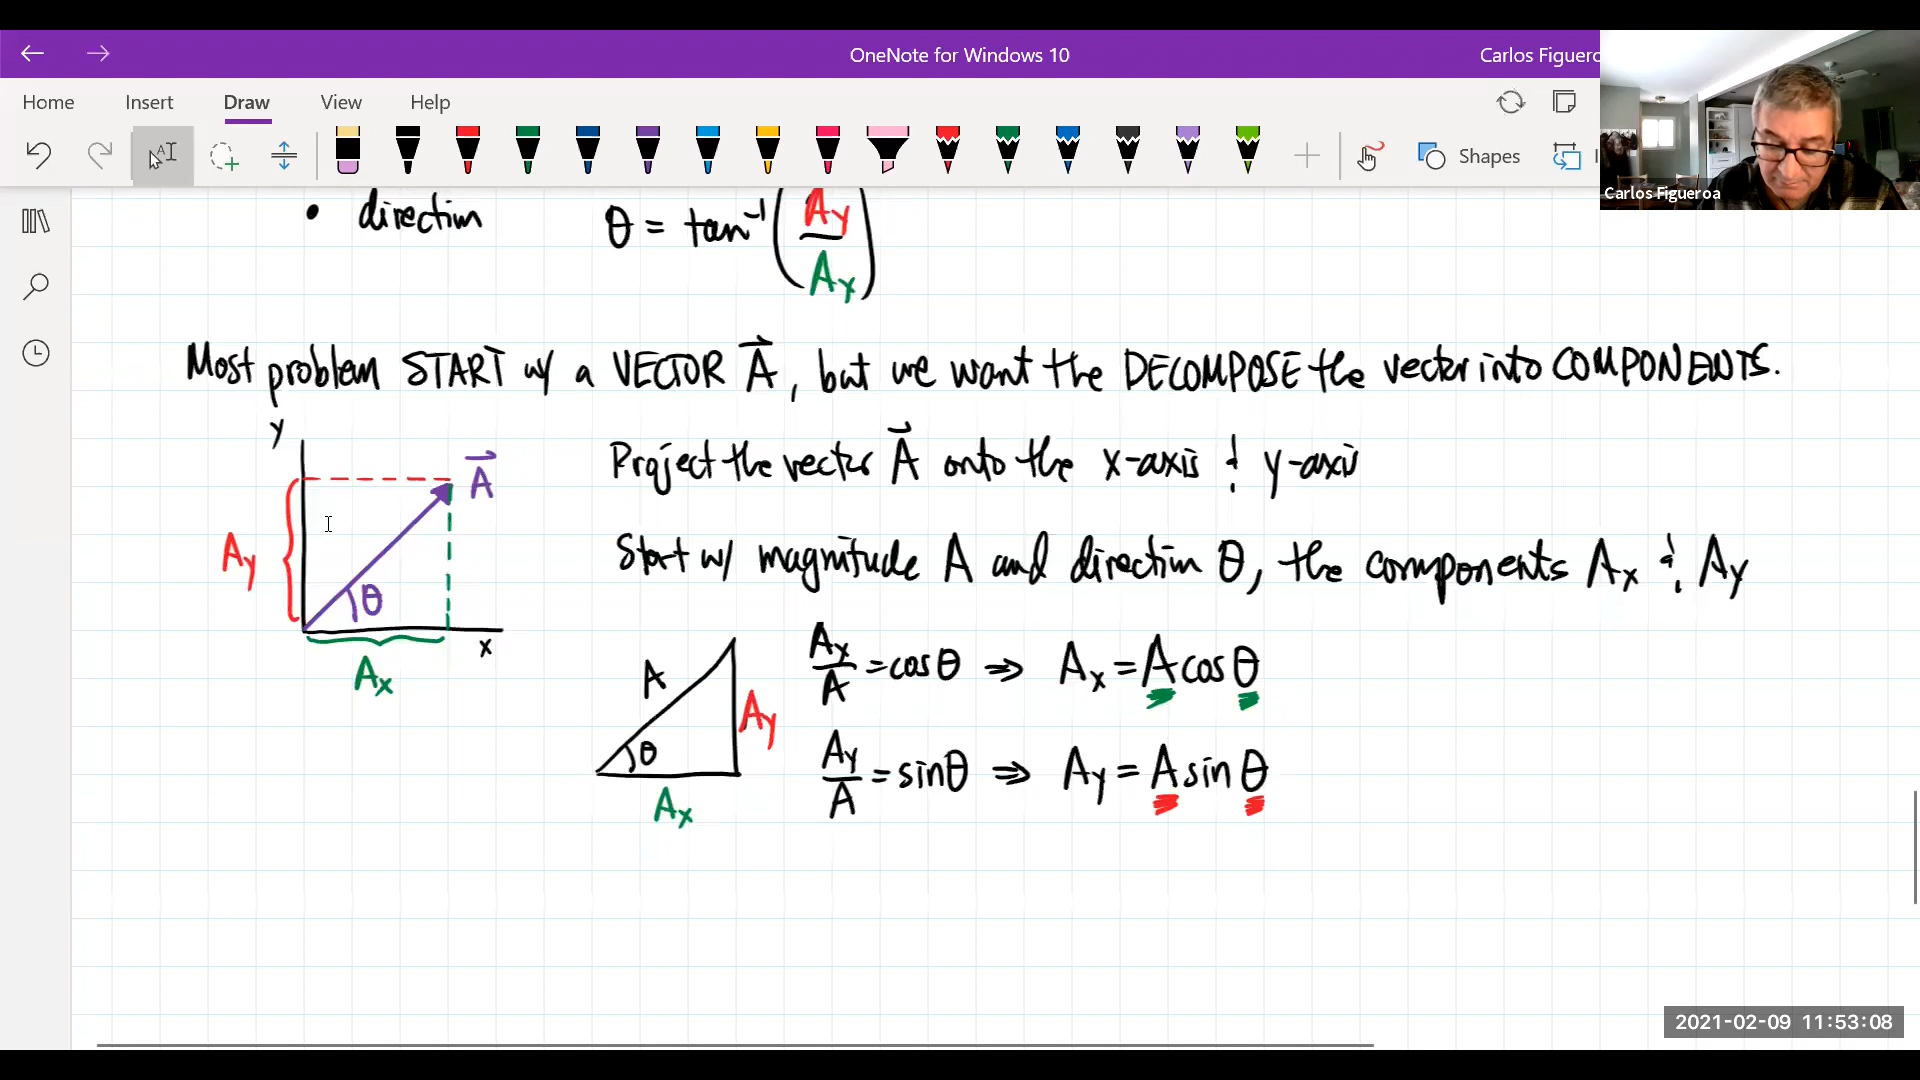 OneNote for Windows 10
Carlos Figueroa
Home Insert Draw View Help
Shapes
Carlos Figueroa
• direction θ = tan⁻¹(Ay/Ax)
Most problem START w/ a VECTOR A⃗, but we want the DECOMPOSE the vector into COMPONENTS.
y
A⃗
Ay
θ
x
Ax
Project the vector A⃗ onto the x-axis & y-axis
Start w/ magnitude A and direction θ, the components Ax & Ay
A
Ay
θ
Ax
Ax/A = cosθ ⇒ Ax = A cos θ
Ay/A = sinθ ⇒ Ay = A sin θ
2021-02-09 11:53:08